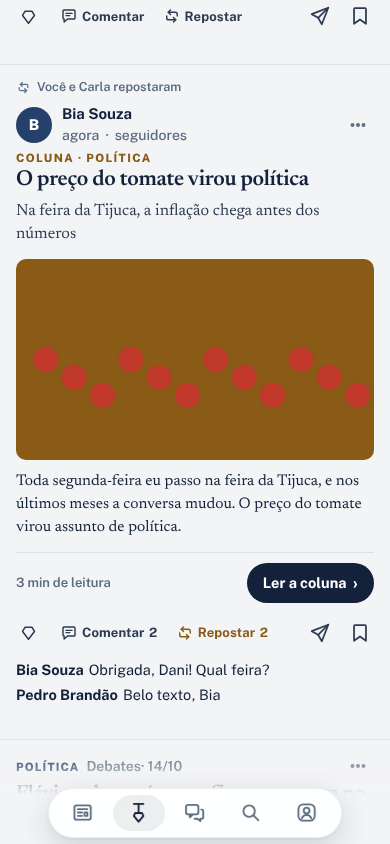 Comentar Repostar
Você e Carla repostaram
B
Bia Souza
agora · seguidores
COLUNA · POLÍTICA
O preço do tomate virou política
Na feira da Tijuca, a inflação chega antes dos
números
Toda segunda-feira eu passo na feira da Tijuca, e nos
últimos meses a conversa mudou. O preço do tomate
virou assunto de política.
3 min de leitura
Ler a coluna ›
Comentar 2 Repostar 2
Bia Souza Obrigada, Dani! Qual feira?
Pedro Brandão Belo texto, Bia
POLÍTICA Debates · 14/10